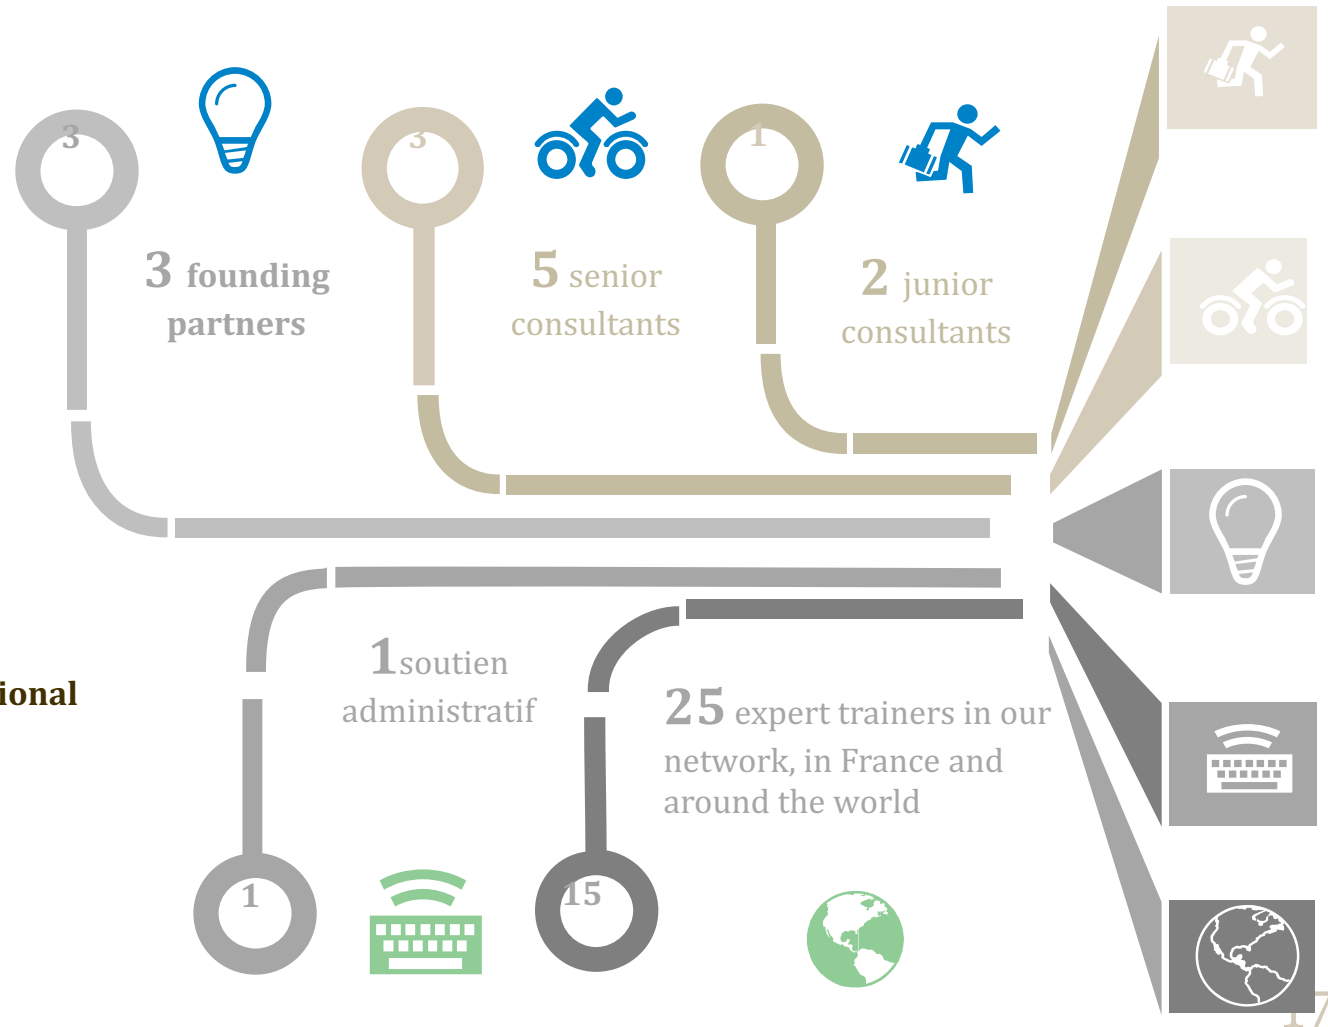 3
3
1
3 founding
partners
5 senior
consultants
2 junior
consultants
1soutien
administratif
ional
25 expert trainers in our
network, in France and
around the world
1
15
17